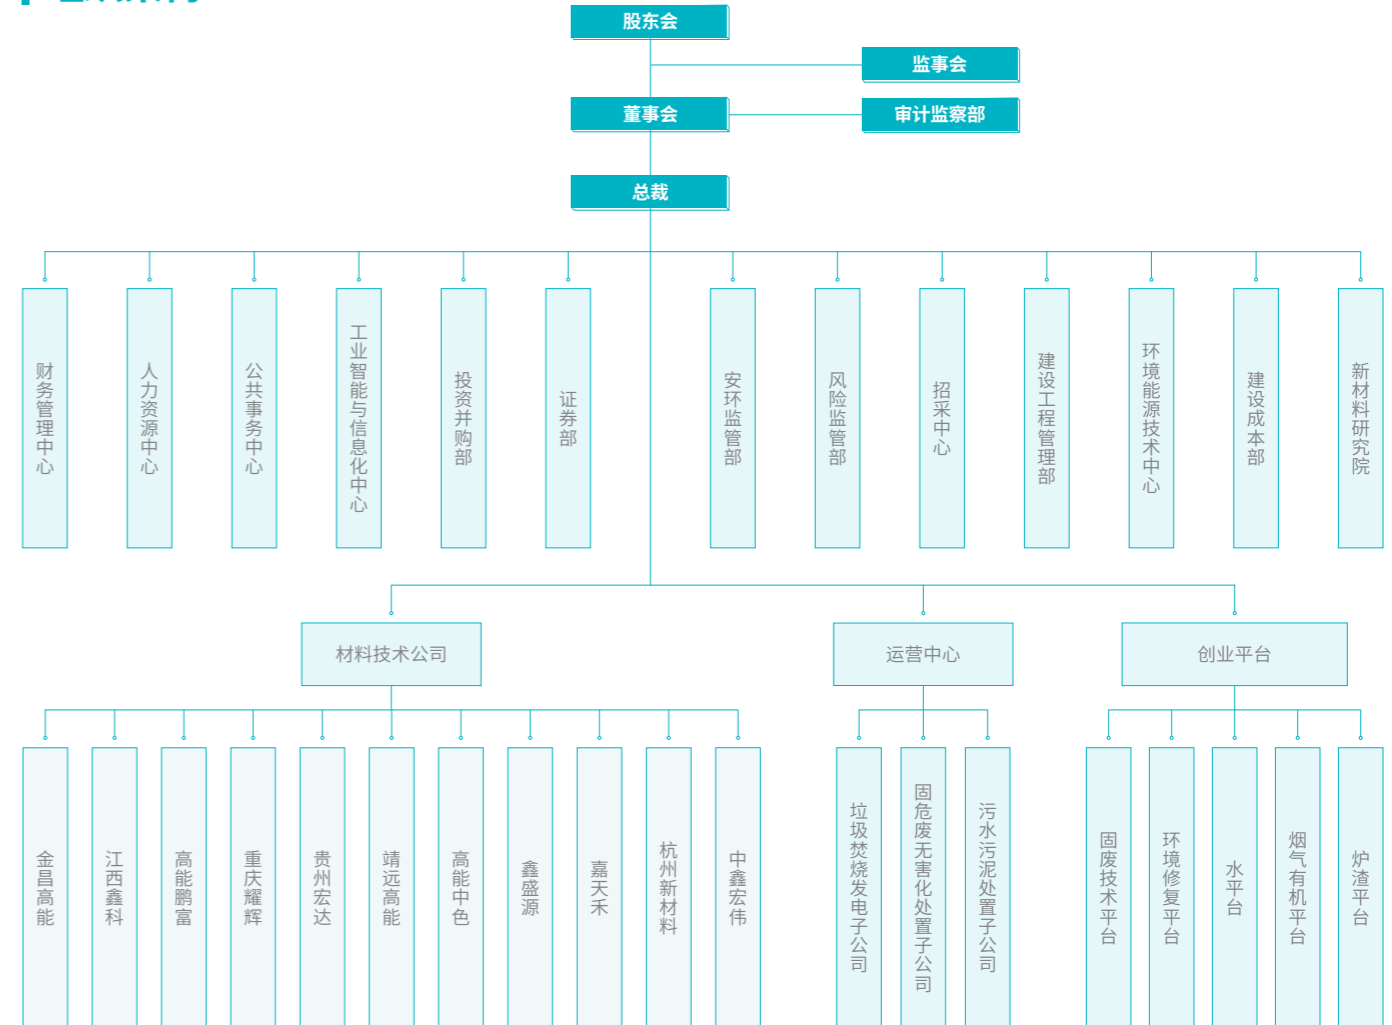 股东会
监事会
董事会
审计监察部
总裁
财务管理中心
人力资源中心
公共事务中心
工业智能与信息化中心
投资并购部
证券部
安环监管部
风险监管部
招采中心
建设工程管理部
环境能源技术中心
建设成本部
新材料研究院
材料技术公司
运营中心
创业平台
金昌高能
江西鑫科
高能鹏富
重庆耀辉
贵州宏达
靖远高能
高能中色
鑫盛源
嘉天禾
杭州新材料
中鑫宏伟
垃圾焚烧发电子公司
固危废无害化处置子公司
污水污泥处置子公司
固废技术平台
环境修复平台
水平台
烟气有机平台
炉渣平台